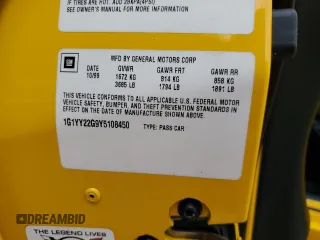 IF TIRES ARE HOT, ADD 28KPA(4PSI)
SEE OWNER'S MANUAL FOR MORE INFORMATION
GM
MFD BY GENERAL MOTORS CORP
DATE GVWR GAWR FRT GAWR RR
10/99 1672 KG 814 KG 858 KG
3685 LB 1794 LB 1891 LB
THIS VEHICLE CONFORMS TO ALL APPLICABLE U.S. FEDERAL MOTOR
VEHICLE SAFETY, BUMPER, AND THEFT PREVENTION STANDARDS IN
EFFECT ON THE DATE OF MANUFACTURE SHOWN ABOVE.
1G1YY22G9Y5108450 TYPE: PASS CAR
THE LEGEND LIVES
DREAMBID